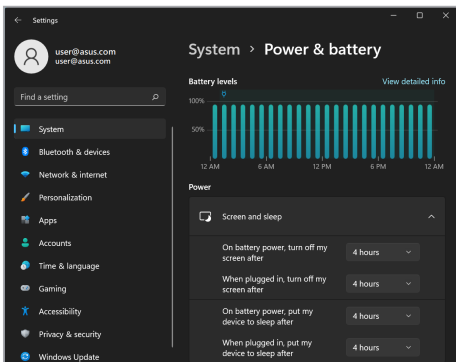 Settings
user@asus.com
user@asus.com
Find a setting
System
Bluetooth & devices
Network & internet
Personalization
Apps
Accounts
Time & language
Gaming
Accessibility
Privacy & security
Windows Update
System > Power & battery
Battery levels
View detailed info
100%
50%
12 AM 6 AM 12 PM 6 PM 12 AM
Power
Screen and sleep
On battery power, turn off my
screen after
4 hours
When plugged in, turn off my
screen after
4 hours
On battery power, put my
device to sleep after
4 hours
When plugged in, put my
device to sleep after
4 hours